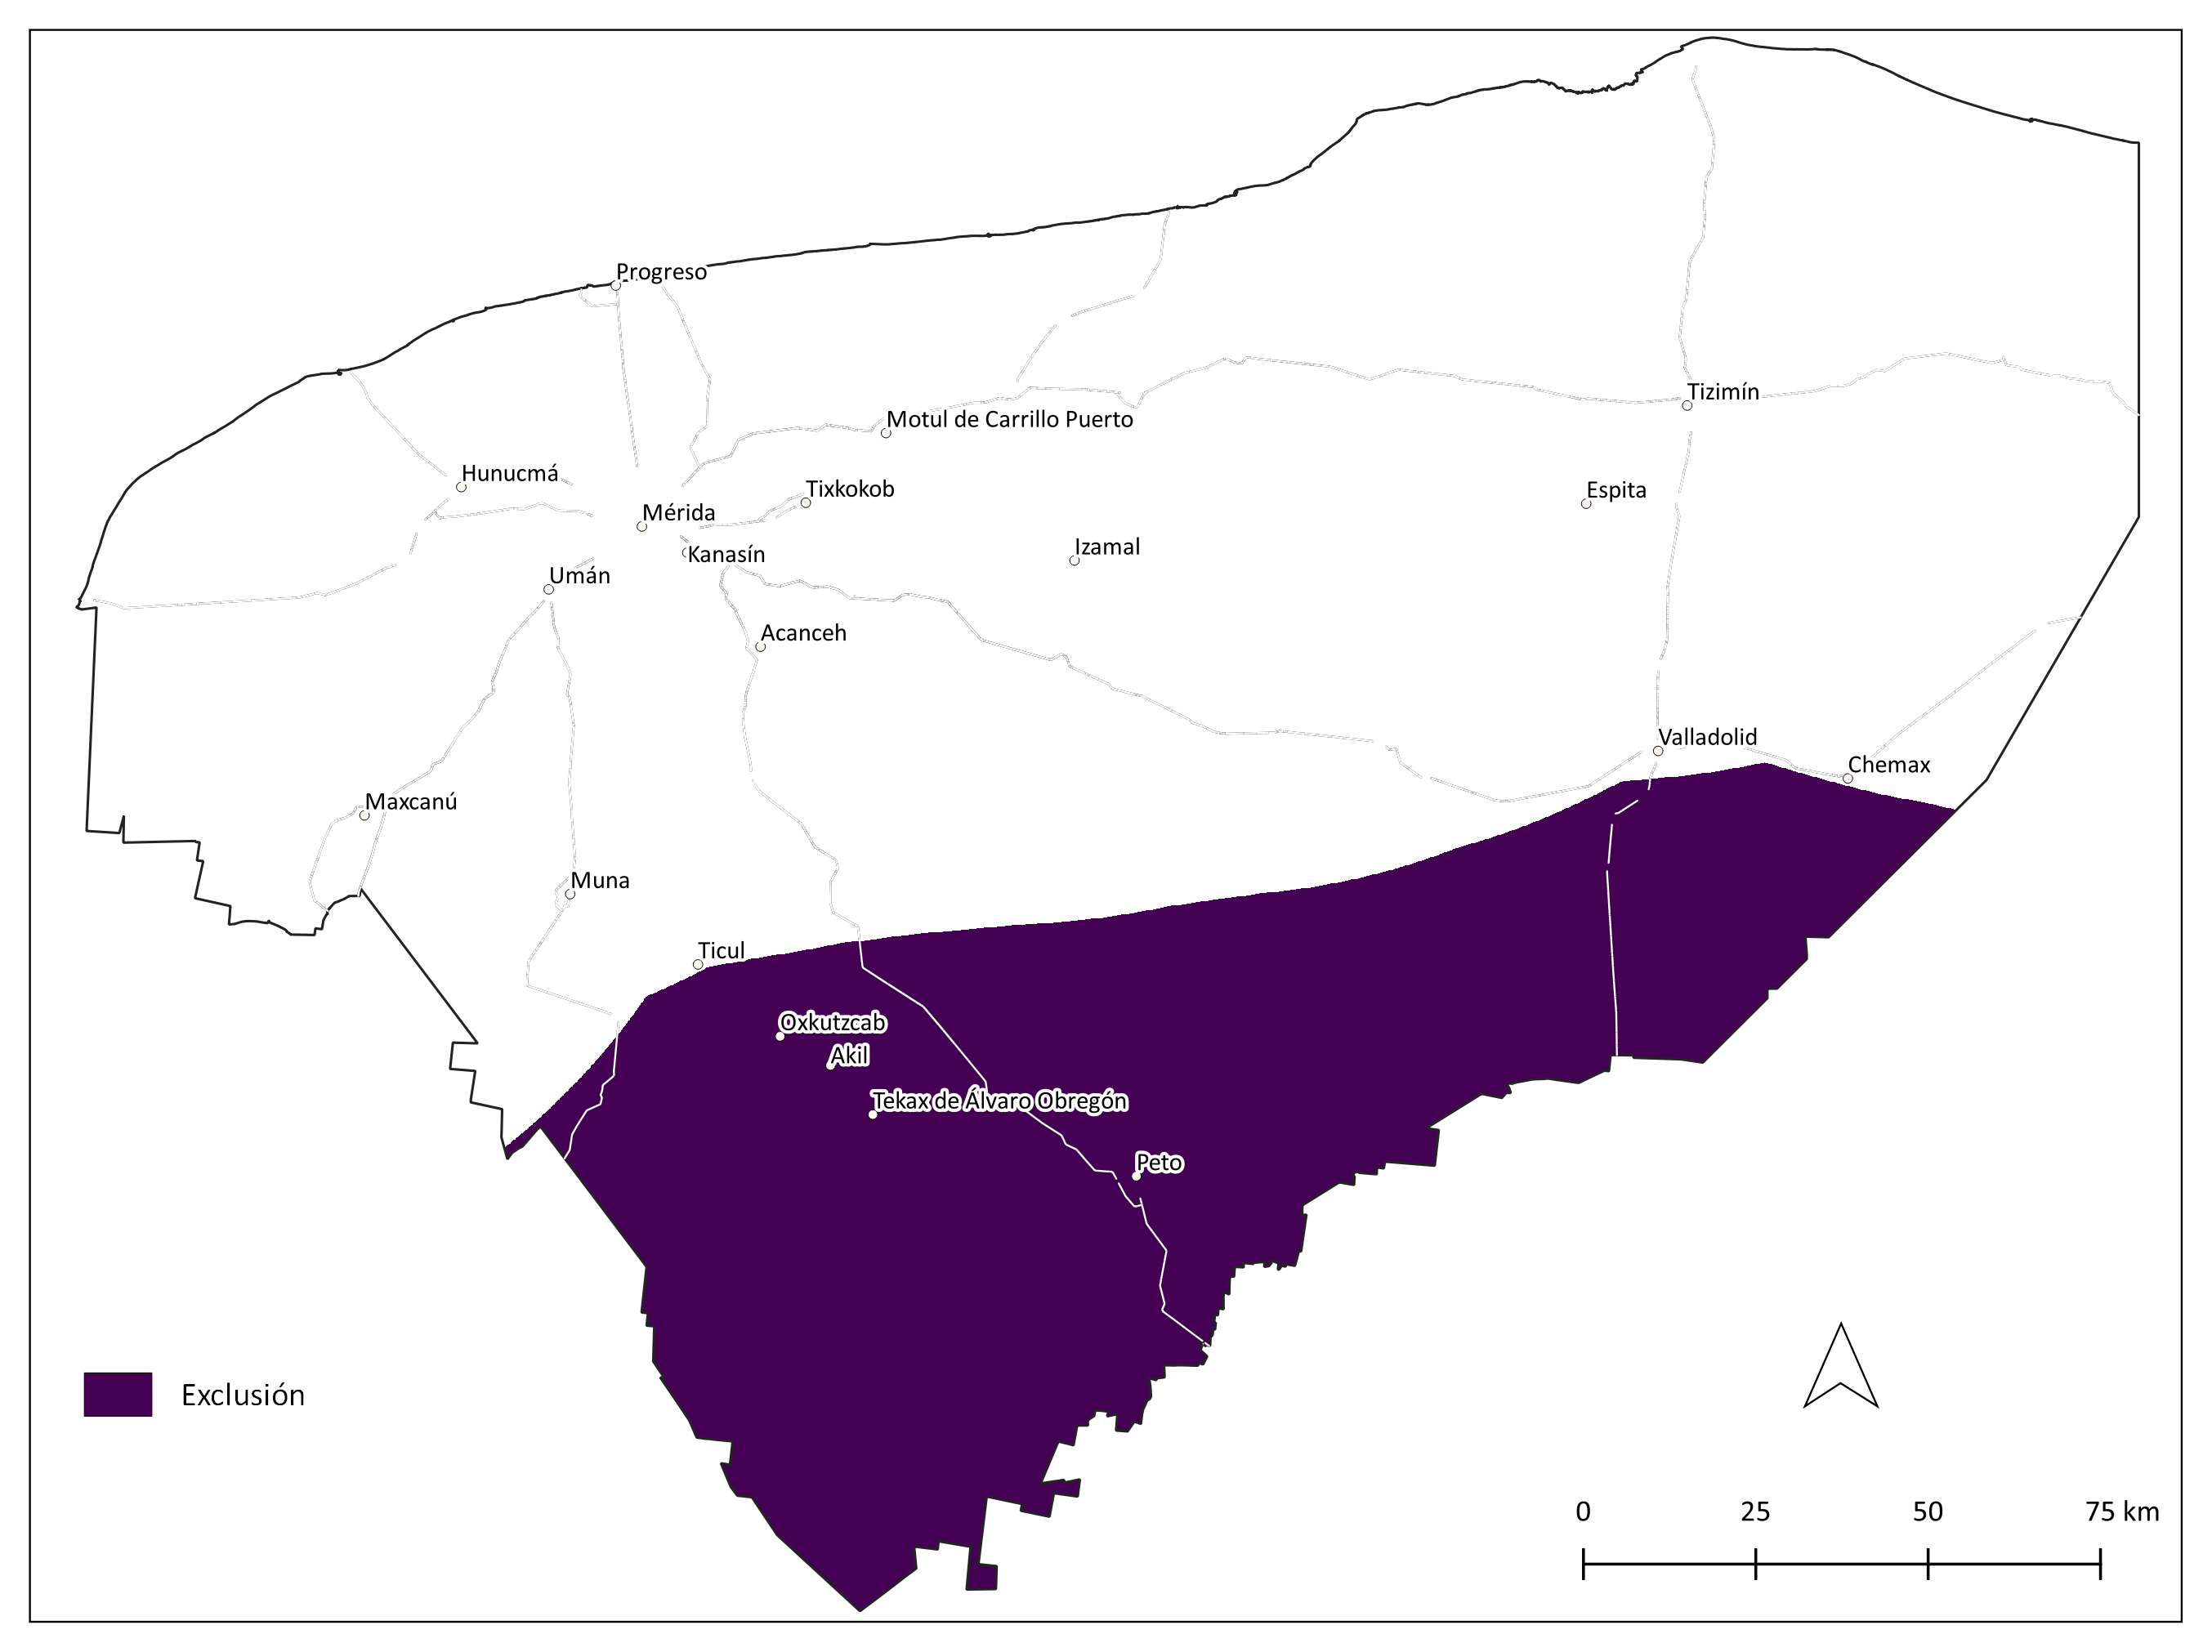 Progreso
Tizimín
Motul de Carrillo Puerto
Hunucmá
Tixkokob
Espita
Mérida
Izamal
Kanasín
Umán
Acanceh
Valladolid
Chemax
Maxcanú
Muna
Ticul
Oxkutzcab
Akil
Tekax de Álvaro Obregón
Peto
Exclusión
0 25 50 75 km